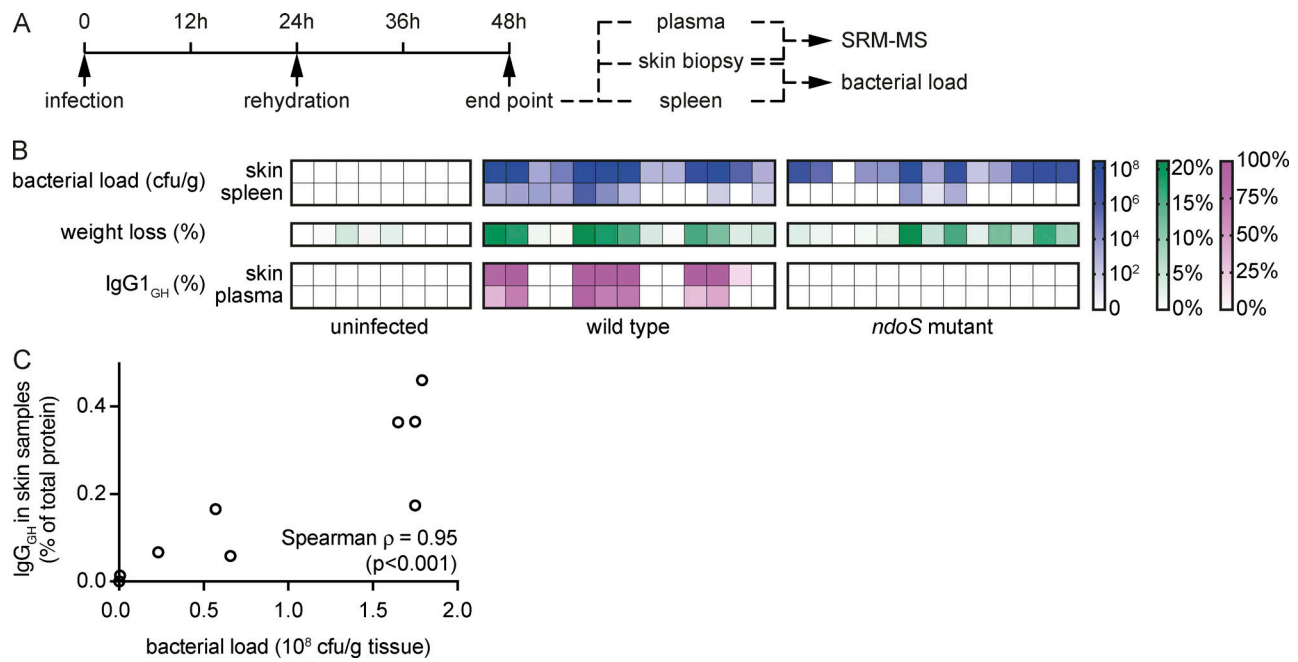 A
0 12h 24h 36h 48h
infection rehydration end point
plasma
skin biopsy
spleen
SRM-MS
bacterial load
B
bacterial load (cfu/g) skin
spleen
weight loss (%)
IgG1GH (%) skin
plasma
uninfected wild type ndoS mutant
10⁸
10⁶
10⁴
10²
0
20%
15%
10%
5%
0%
100%
75%
50%
25%
0%
C
IgGGH in skin samples
(% of total protein)
0.4
0.2
0.0
Spearman ρ = 0.95
(p<0.001)
0.0 0.5 1.0 1.5 2.0
bacterial load (10⁸ cfu/g tissue)